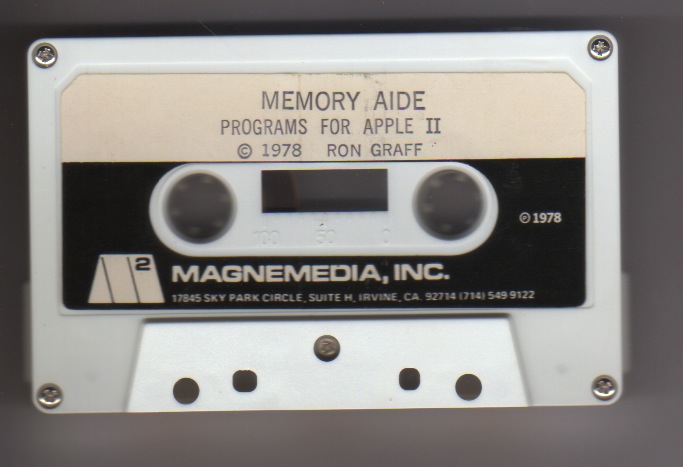 MEMORY AIDE
PROGRAMS FOR APPLE II
© 1978 RON GRAFF
100 50 0
℗ 1978
M2
MAGNEMEDIA, INC.
17845 SKY PARK CIRCLE, SUITE H, IRVINE, CA. 92714 (714) 549 9122